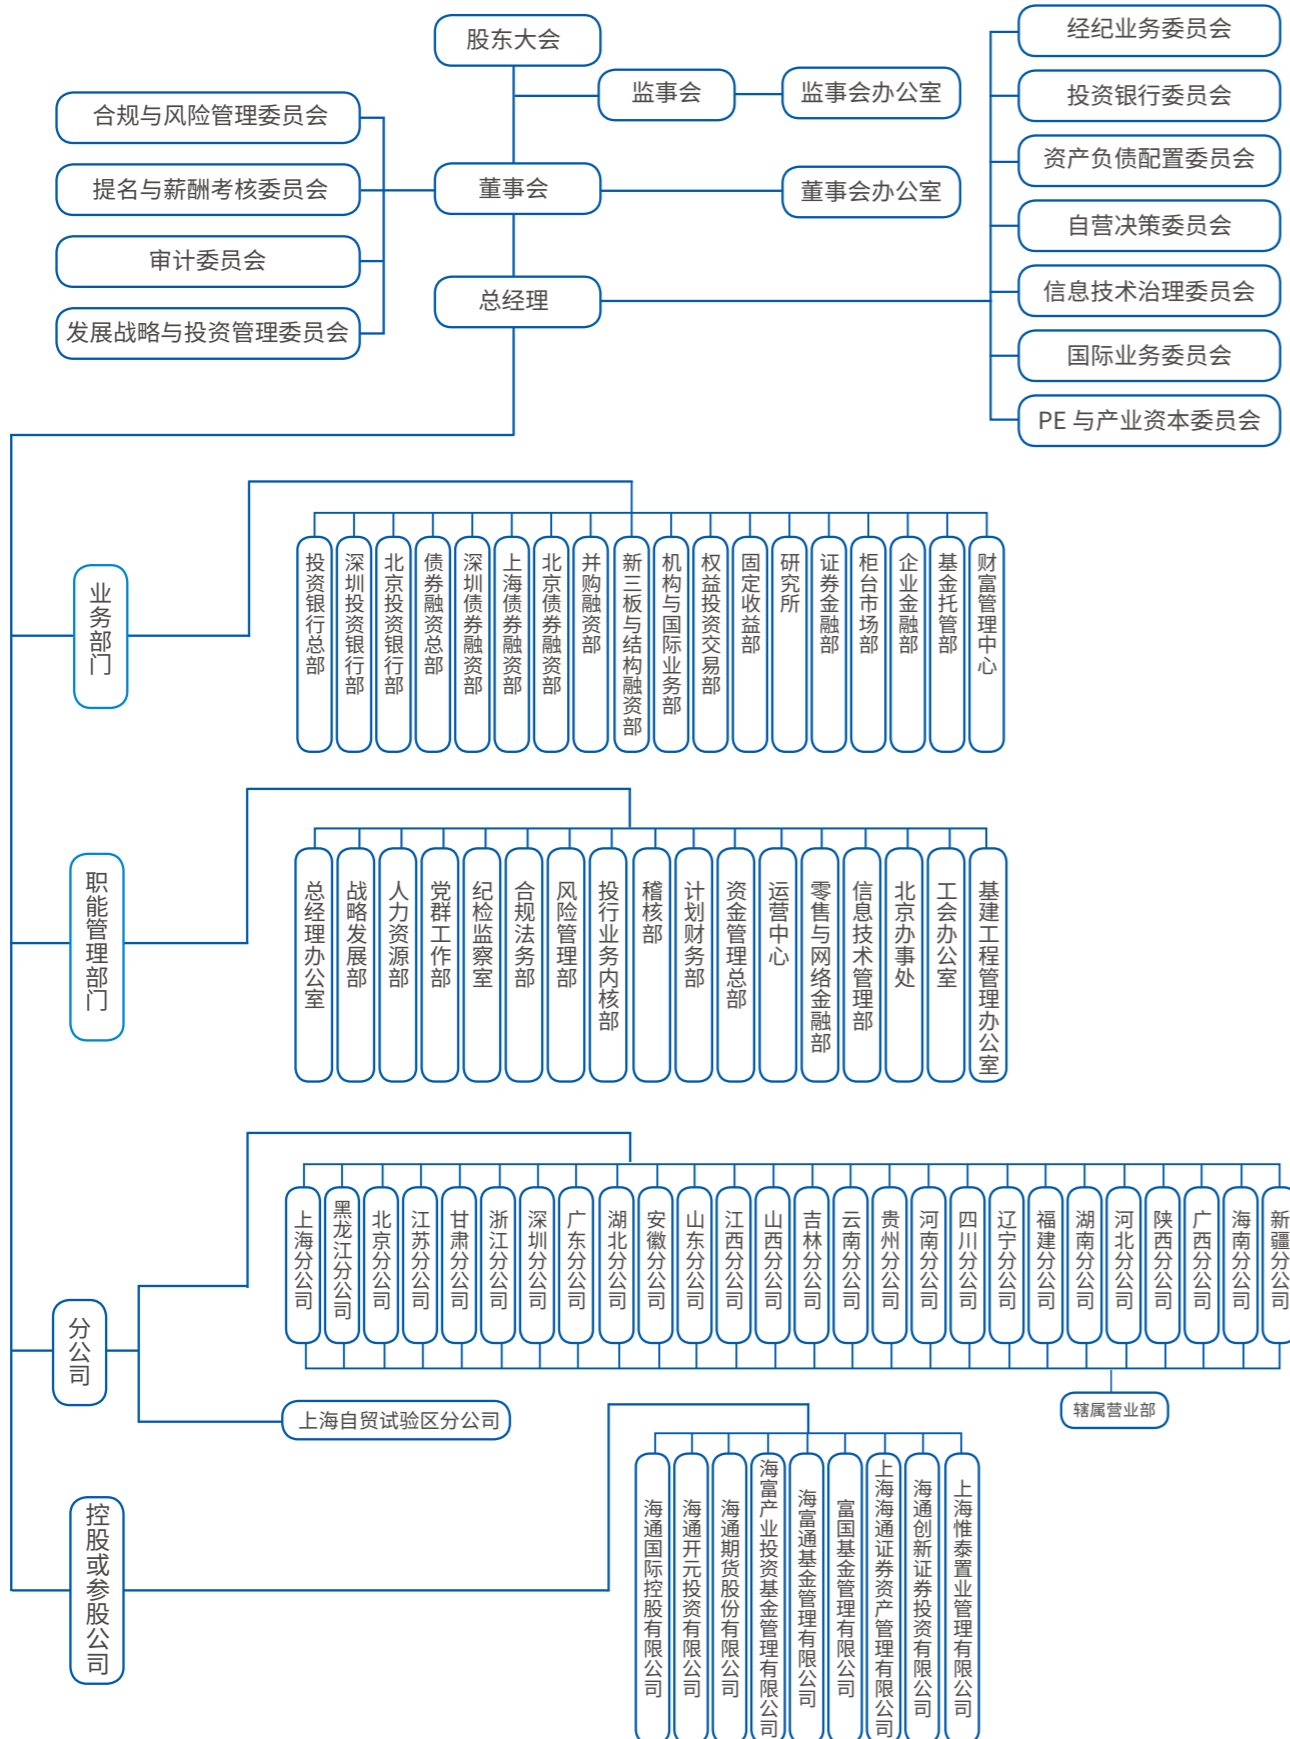 股东大会
监事会
监事会办公室
董事会
董事会办公室
总经理
合规与风险管理委员会
提名与薪酬考核委员会
审计委员会
发展战略与投资管理委员会
经纪业务委员会
投资银行委员会
资产负债配置委员会
自营决策委员会
信息技术治理委员会
国际业务委员会
PE 与产业资本委员会
业务部门
投资银行总部
深圳投资银行部
北京投资银行部
债券融资总部
深圳债券融资部
上海债券融资部
北京债券融资部
并购融资部
新三板与结构融资部
机构与国际业务部
权益投资交易部
固定收益部
研究所
证券金融部
柜台市场部
企业金融部
基金托管部
财富管理中心
职能管理部门
总经理办公室
战略发展部
人力资源部
党群工作部
纪检监察室
合规法务部
风险管理部
投行业务内核部
稽核部
计划财务部
资金管理总部
运营中心
零售与网络金融部
信息技术管理部
北京办事处
工会办公室
基建工程管理办公室
分公司
上海分公司
黑龙江分公司
北京分公司
江苏分公司
甘肃分公司
浙江分公司
深圳分公司
广东分公司
湖北分公司
安徽分公司
山东分公司
江西分公司
山西分公司
吉林分公司
云南分公司
贵州分公司
河南分公司
四川分公司
辽宁分公司
福建分公司
湖南分公司
河北分公司
陕西分公司
广西分公司
海南分公司
新疆分公司
上海自贸试验区分公司
辖属营业部
控股或参股公司
海通国际控股有限公司
海通开元投资有限公司
海通期货股份有限公司
海富产业投资基金管理有限公司
海富通基金管理有限公司
富国基金管理有限公司
上海海通证券资产管理有限公司
海通创新证券投资有限公司
上海惟泰置业管理有限公司